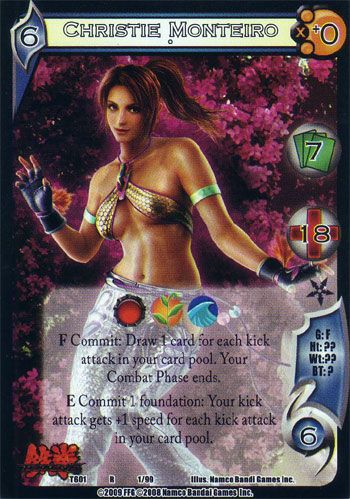 6
CHRISTIE MONTEIRO
X +0
7
18
F Commit: Draw 1 card for each kick
attack in your card pool. Your
Combat Phase ends.
E Commit 1 foundation: Your kick
attack gets +1 speed for each kick attack
in your card pool.
G: F
Ht: ??
Wt: ??
BT: ?
6
T601 R 1/90 Illus. Namco Bandi Games Inc.
©2009 FFG ©2008 Namco Bandai Games Inc.